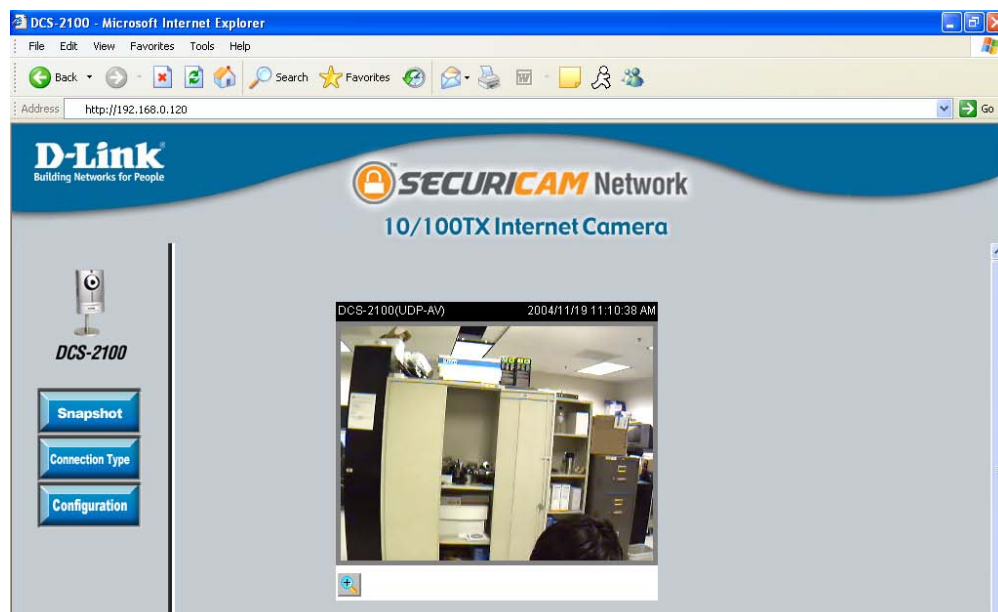 DCS-2100 - Microsoft Internet Explorer
File Edit View Favorites Tools Help
Back Search Favorites
Address http://192.168.0.120 Go
D-Link
Building Networks for People
SECURICAM Network
TM
10/100TX Internet Camera
DCS-2100
Snapshot
Connection Type
Configuration
DCS-2100(UDP-AV) 2004/11/19 11:10:38 AM